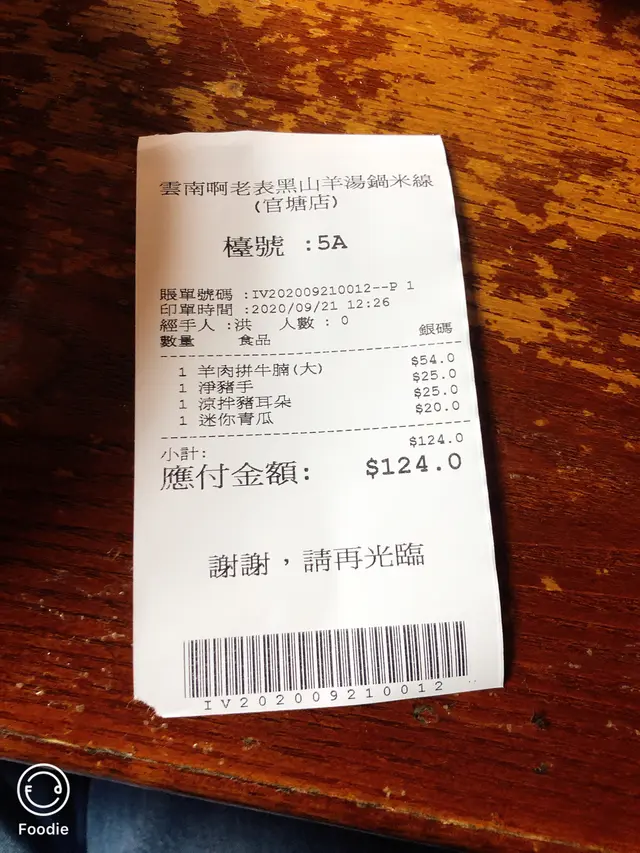 雲南啊老表黑山羊湯鍋米線
(官塘店)
檯號 :5A
賬單號碼 :IV202009210012--P 1
印單時間 :2020/09/21 12:26
經手人 :洪 人數 : 0
數量 食品 銀碼
1 羊肉拼牛腩(大) $54.0
1 淨豬手 $25.0
1 涼拌豬耳朵 $25.0
1 迷你青瓜 $20.0
小計: $124.0
應付金額: $124.0
謝謝，請再光臨
IV202009210012
Foodie